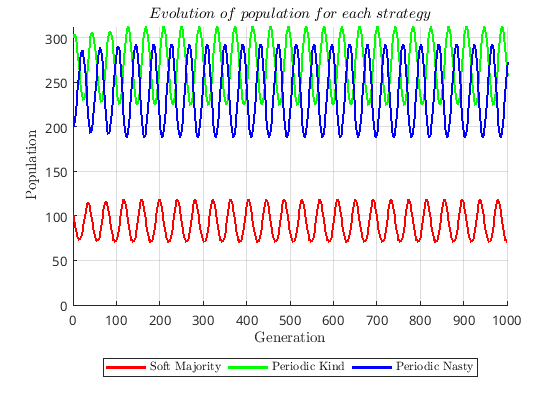 Evolution of population for each strategy
Population
300
250
200
150
100
50
0
0 100 200 300 400 500 600 700 800 900 1000
Generation
Soft Majority Periodic Kind Periodic Nasty